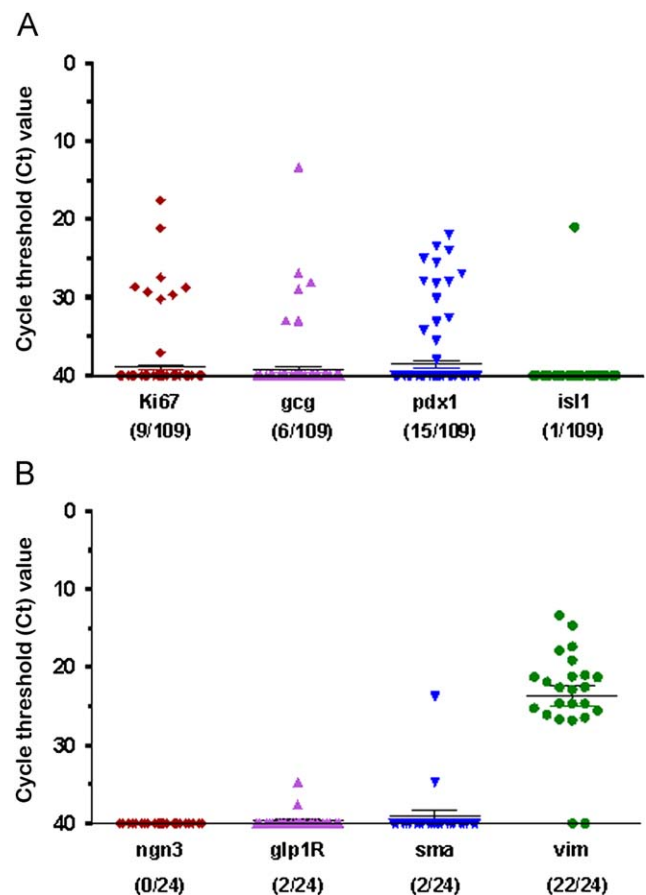 A
Cycle threshold (Ct) value
0
10
20
30
40
Ki67 gcg pdx1 isl1
(9/109) (6/109) (15/109) (1/109)
B
Cycle threshold (Ct) value
0
10
20
30
40
ngn3 glp1R sma vim
(0/24) (2/24) (2/24) (22/24)